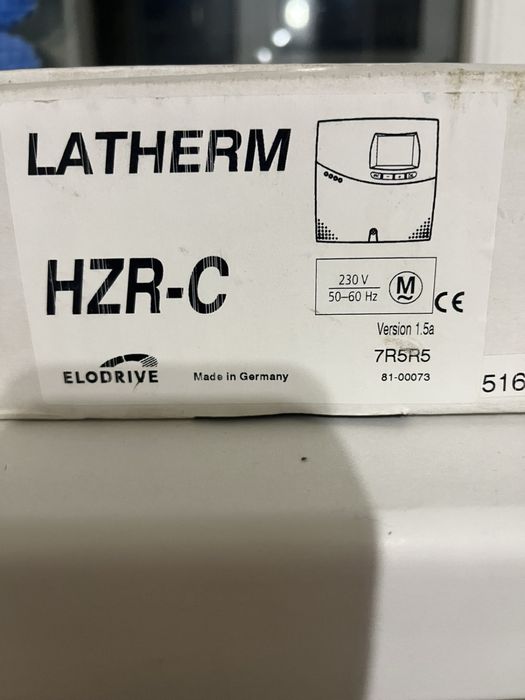 LATHERM
HZR-C
230 V
50–60 Hz
M
CE
Version 1.5a
7R5R5
81-00073
ELODRIVE
Made in Germany
516